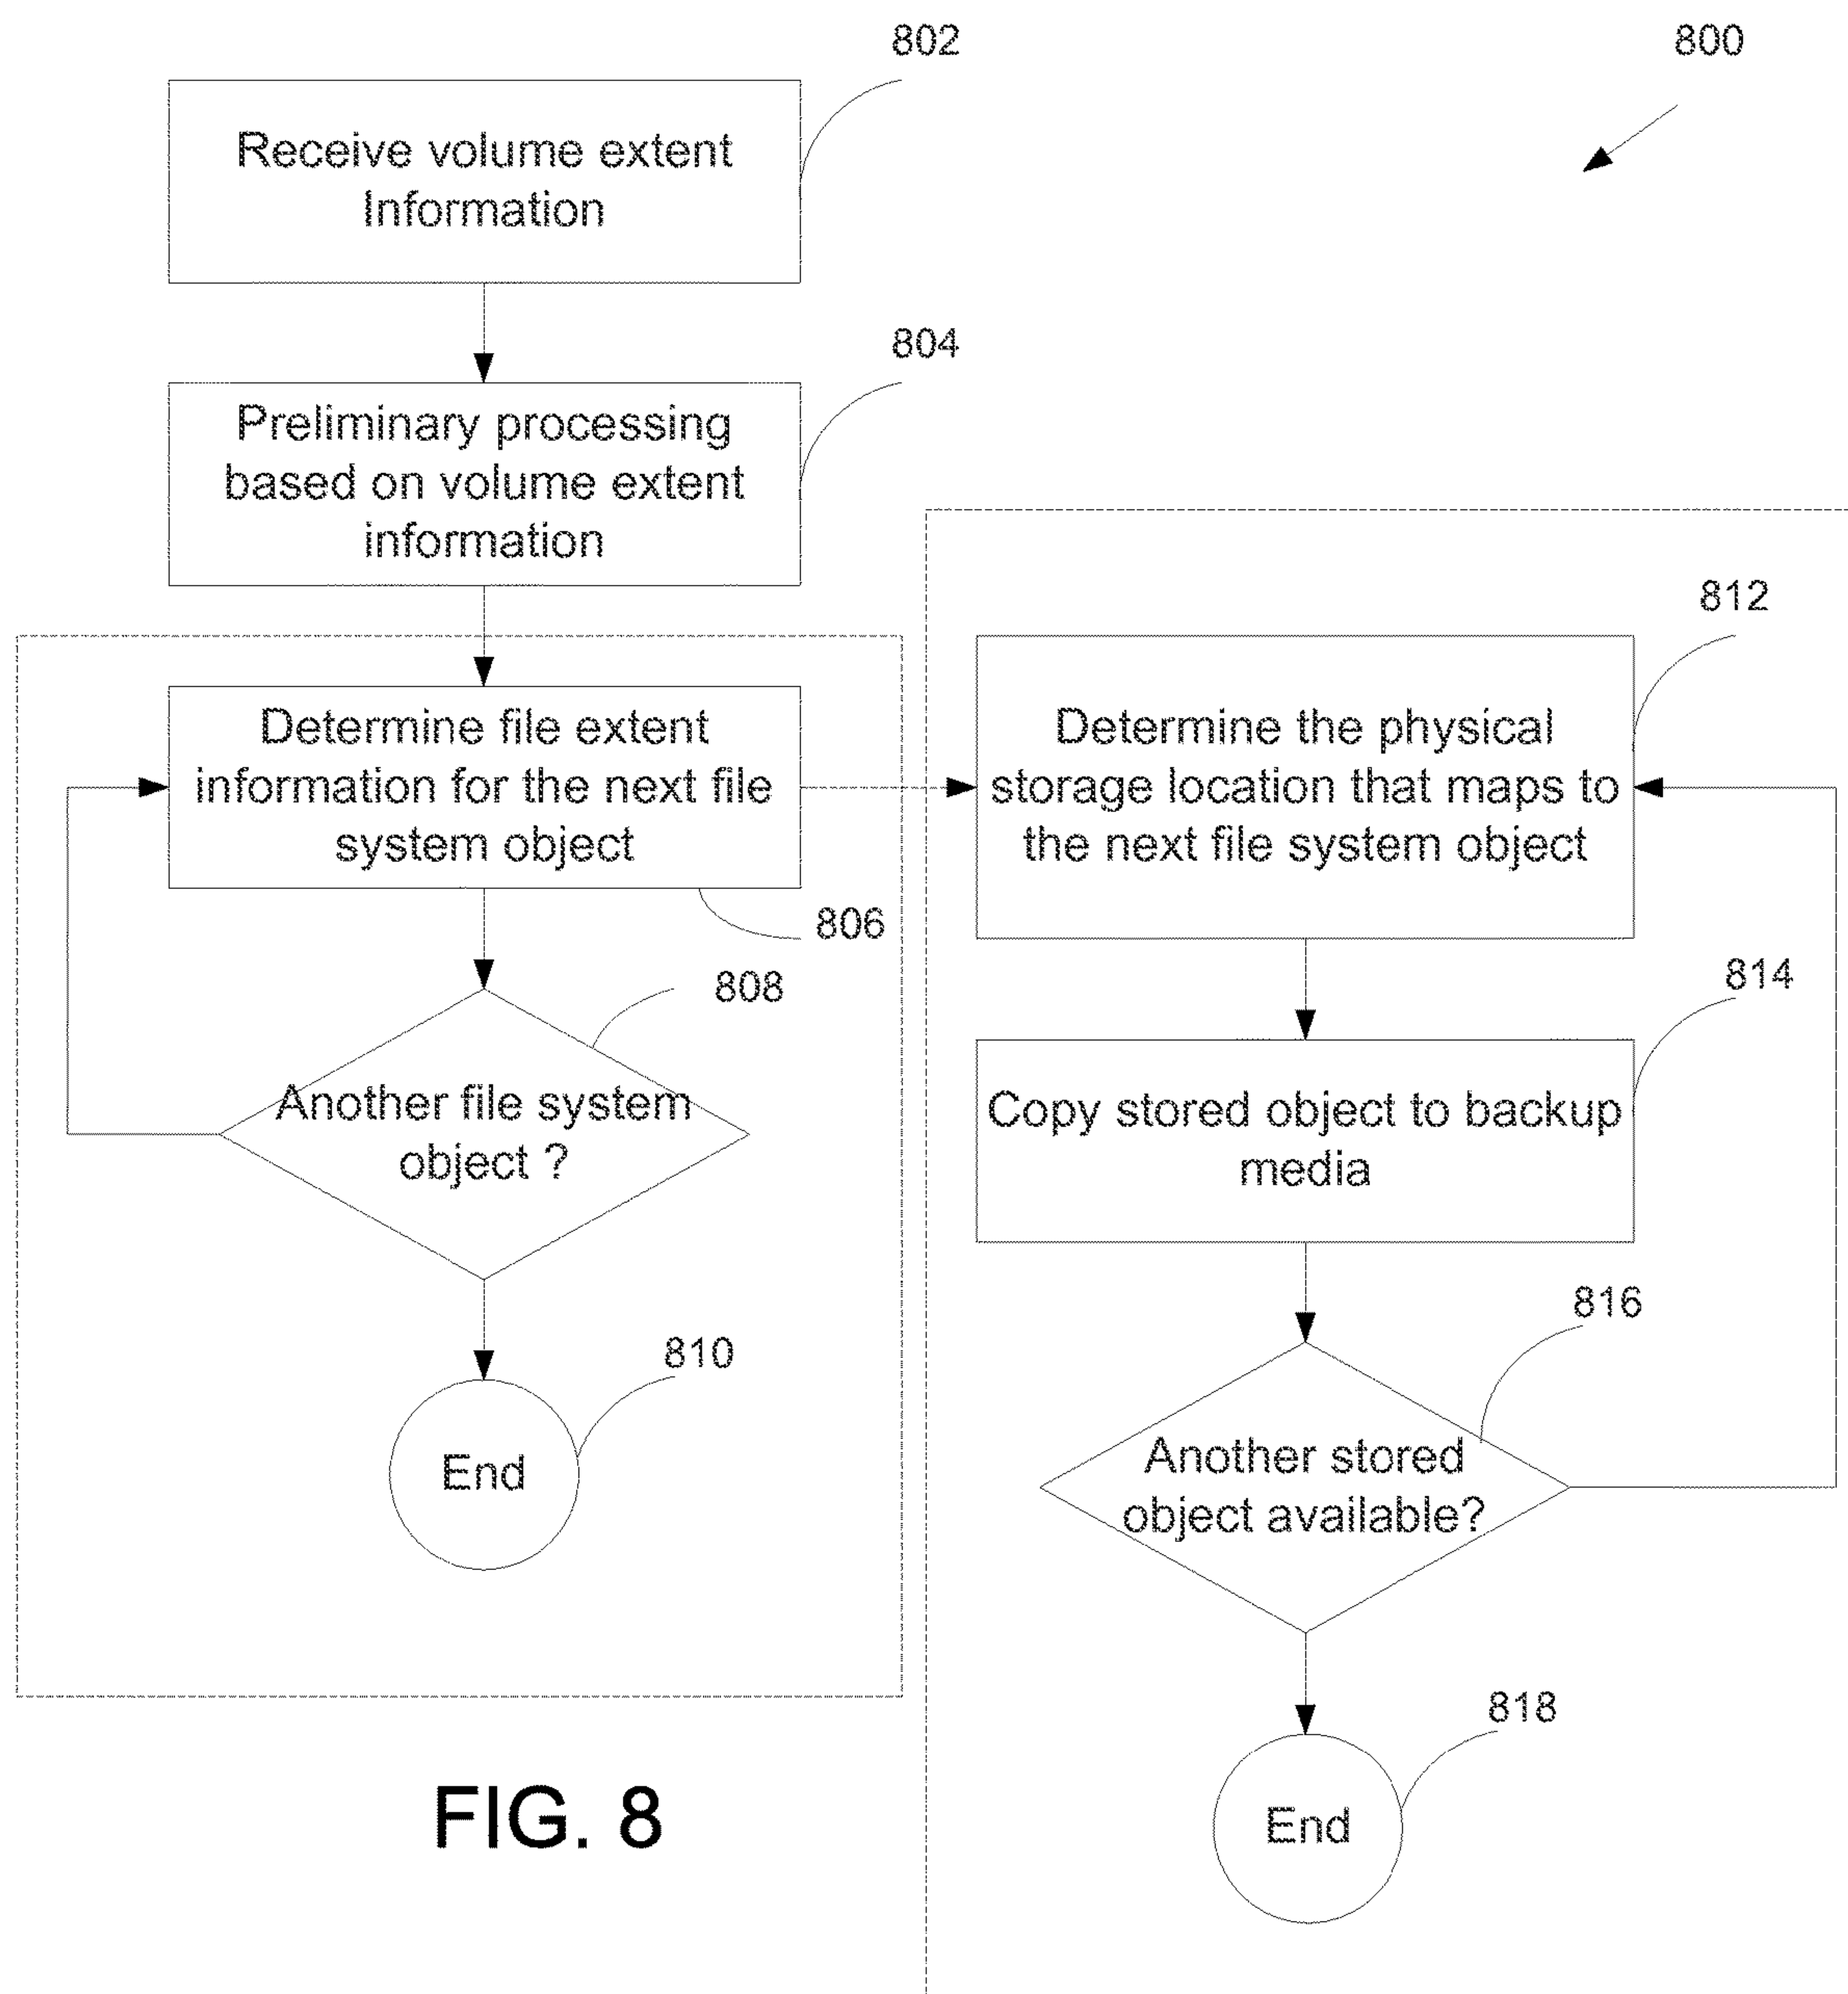 802
800
Receive volume extent
Information
804
Preliminary processing
based on volume extent
information
Determine file extent
information for the next file
system object
806
808
Another file system
object ?
810
End
812
Determine the physical
storage location that maps to
the next file system object
814
Copy stored object to backup
media
816
Another stored
object available?
818
End
FIG. 8